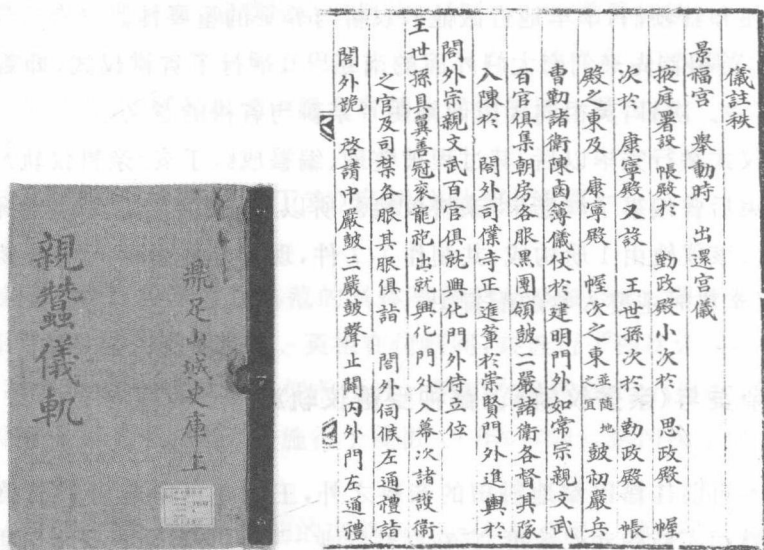 儀註秩
景福宮 舉動時 出還宮儀
掖庭署設帳殿於 勤政殿小次於 思政殿 幄
次於 康寧殿又設 王世孫次於 勤政殿 帳
殿之東及 康寧殿 幄次之東 並隨地之宜 鼓初嚴兵
曹勒諸衛陳鹵簿儀仗於建明門外如常宗親文武
百官俱集朝房各服黑團領鼓二嚴諸衛各督其隊
入陳於 閤外司僕寺正進輦於崇賢門外進輿於
閤外宗親文武百官俱就興化門外侍立位
王世孫具翼善冠袞龍袍出就興化門外入幕次諸護衛
之官及司禁各服其服俱詣 閤外伺候左通禮詣
閤外跪 啓請中嚴鼓三嚴鼓聲止闢內外門左通禮
親蠶儀軌
鼎足山城史庫上